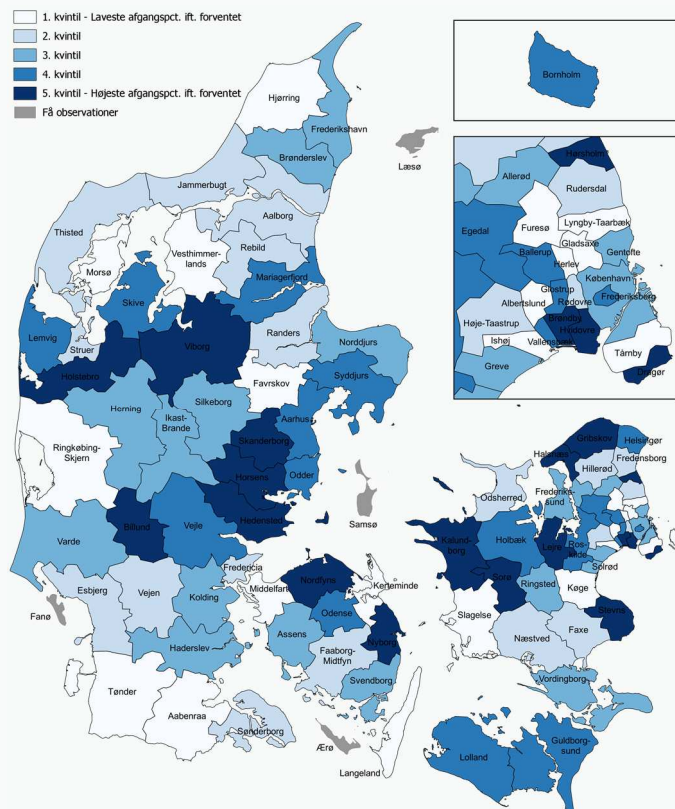 1. kvintil - Laveste afgangspct. ift. forventet
2. kvintil
3. kvintil
4. kvintil
5. kvintil - Højeste afgangspct. ift. forventet
Få observationer
Bornholm
Hjørring
Frederikshavn
Brønderslev
Læsø
Jammerbugt
Thisted
Aalborg
Vesthimmer-
lands
Rebild
Morsø
Mariagerfjord
Skive
Lemvig
Struer
Viborg
Randers
Norddjurs
Holstebro
Favrskov
Syddjurs
Herning
Ikast-
Brande
Silkeborg
Aarhus
Skanderborg
Ringkøbing-
Skjern
Horsens
Odder
Samsø
Hedensted
Billund
Vejle
Varde
Fredericia
Fanø
Esbjerg
Vejen
Kolding
Middelfart
Nordfyns
Kerteminde
Odense
Assens
Nyborg
Haderslev
Faaborg-
Midtfyn
Svendborg
Tønder
Aabenraa
Sønderborg
Ærø
Langeland
Hørsholm
Allerød
Rudersdal
Egedal
Furesø
Lyngby-Taarbæk
Gladsaxe
Gentofte
Ballerup
Herlev
København
Glostrup
Frederiksberg
Albertslund
Rødovre
Høje-Taastrup
Brøndby
Hvidovre
Ishøj
Vallensbæk
Tårnby
Greve
Dragør
Gribskov
Helsingør
Halsnæs
Fredensborg
Hillerød
Odsherred
Frederiks-
sund
Kalund-
borg
Holbæk
Lejre
Ros-
kilde
Solrød
Sorø
Ringsted
Køge
Slagelse
Stevns
Næstved
Faxe
Vordingborg
Guldborg-
sund
Lolland